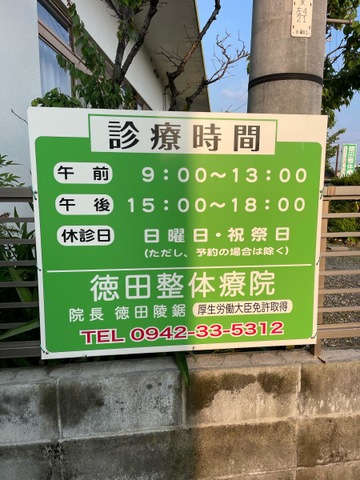 診療時間
午前 9:00〜13:00
午後 15:00〜18:00
休診日 日曜日・祝祭日
(ただし、予約の場合は除く)
徳田整体療院
院長 徳田陵鋸 厚生労働大臣免許取得
TEL 0942-33-5312